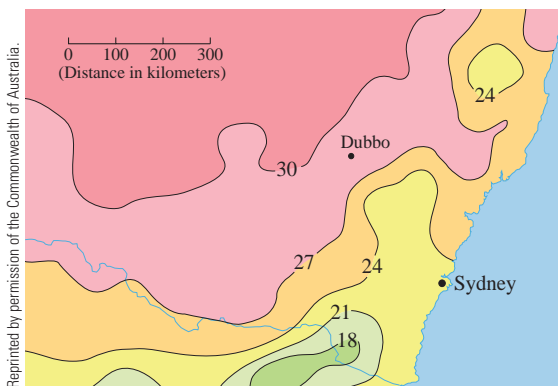 Reprinted by permission of the Commonwealth of Australia.
0 100 200 300
(Distance in kilometers)
24
Dubbo
30
27
24
Sydney
21
18